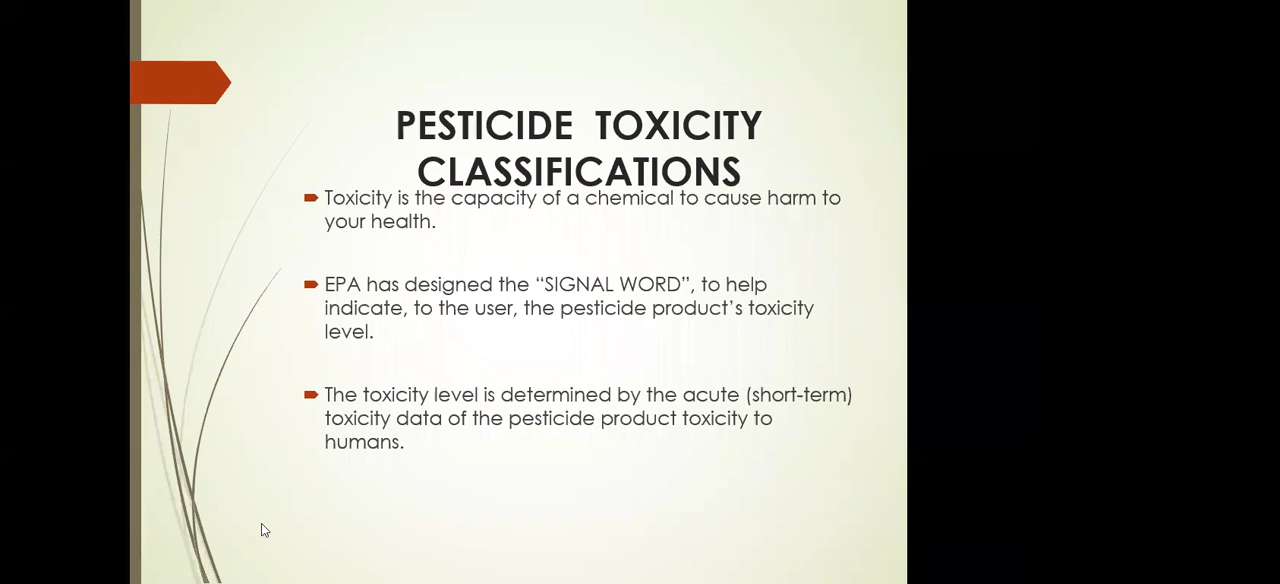 PESTICIDE TOXICITY
CLASSIFICATIONS
Toxicity is the capacity of a chemical to cause harm to
your health.
EPA has designed the “SIGNAL WORD”, to help
indicate, to the user, the pesticide product’s toxicity
level.
The toxicity level is determined by the acute (short-term)
toxicity data of the pesticide product toxicity to
humans.